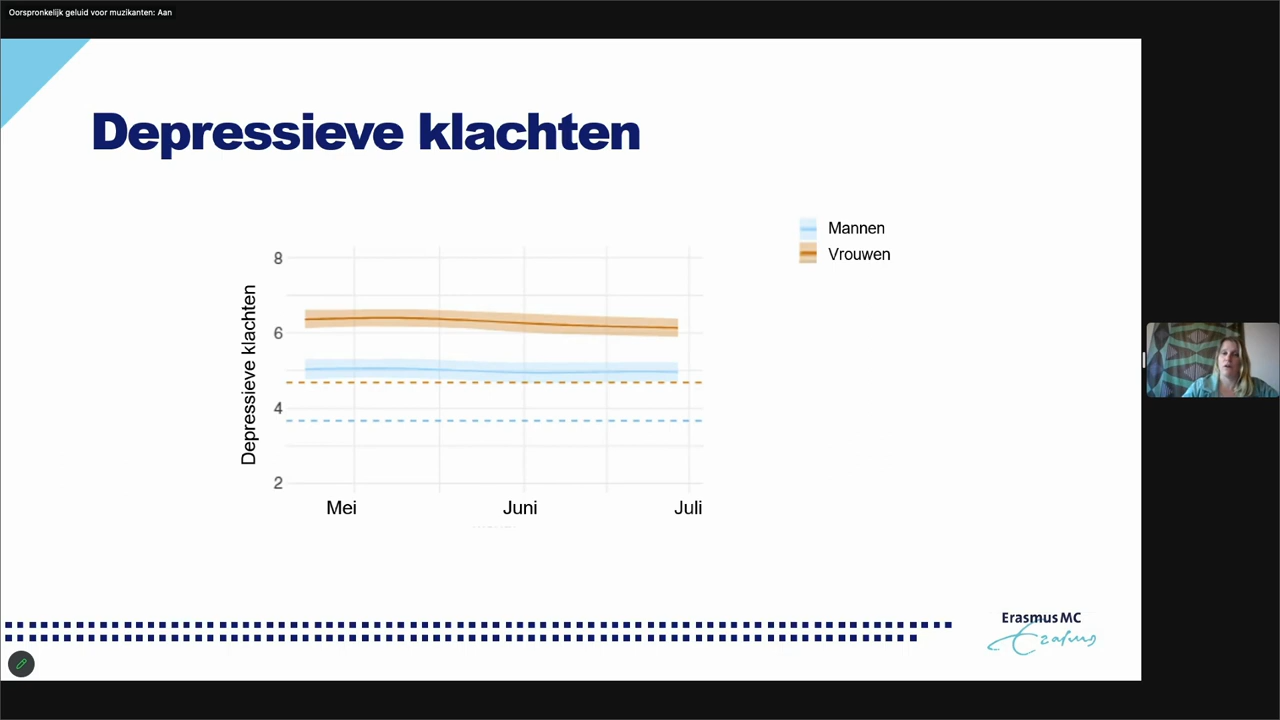 Oorspronkelijk geluid voor muzikanten: Aan
Depressieve klachten
Mannen
Vrouwen
Depressieve klachten
8
6
4
2
Mei
Juni
Juli
Erasmus MC
Erasmus